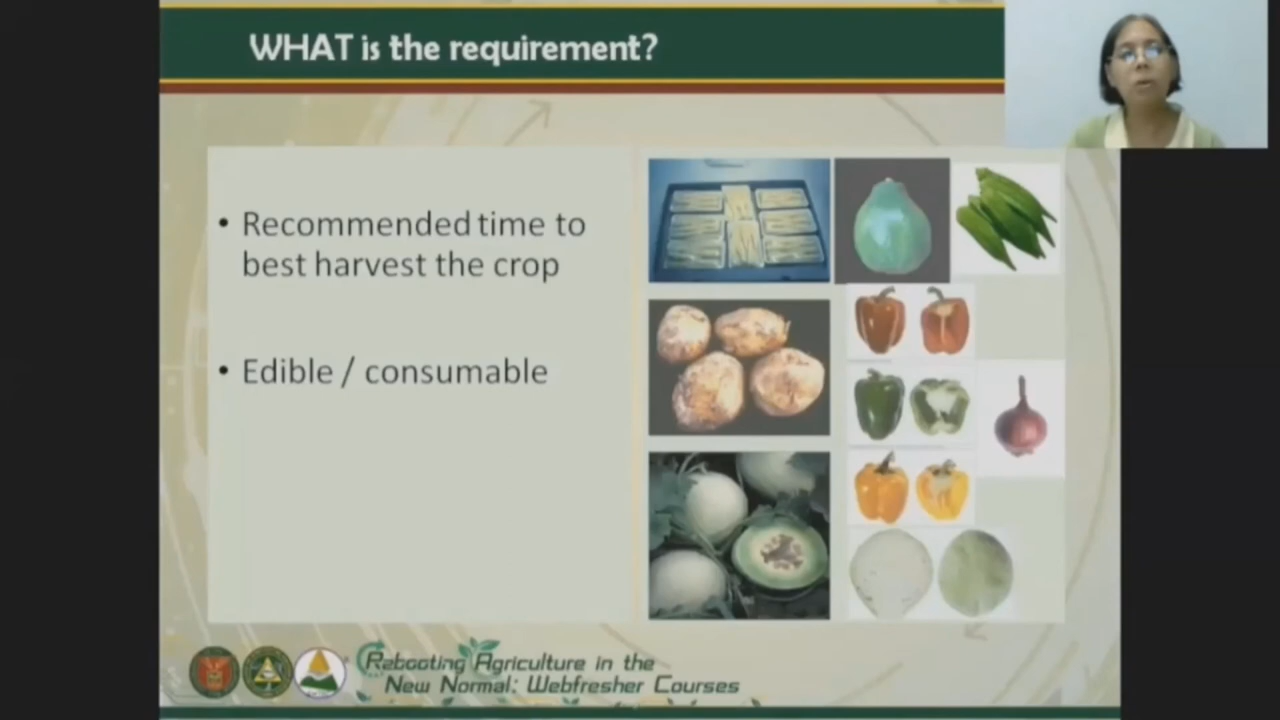 WHAT is the requirement?
• Recommended time to
best harvest the crop
• Edible / consumable
Rebooting Agriculture in the
New Normal: Webfresher Courses